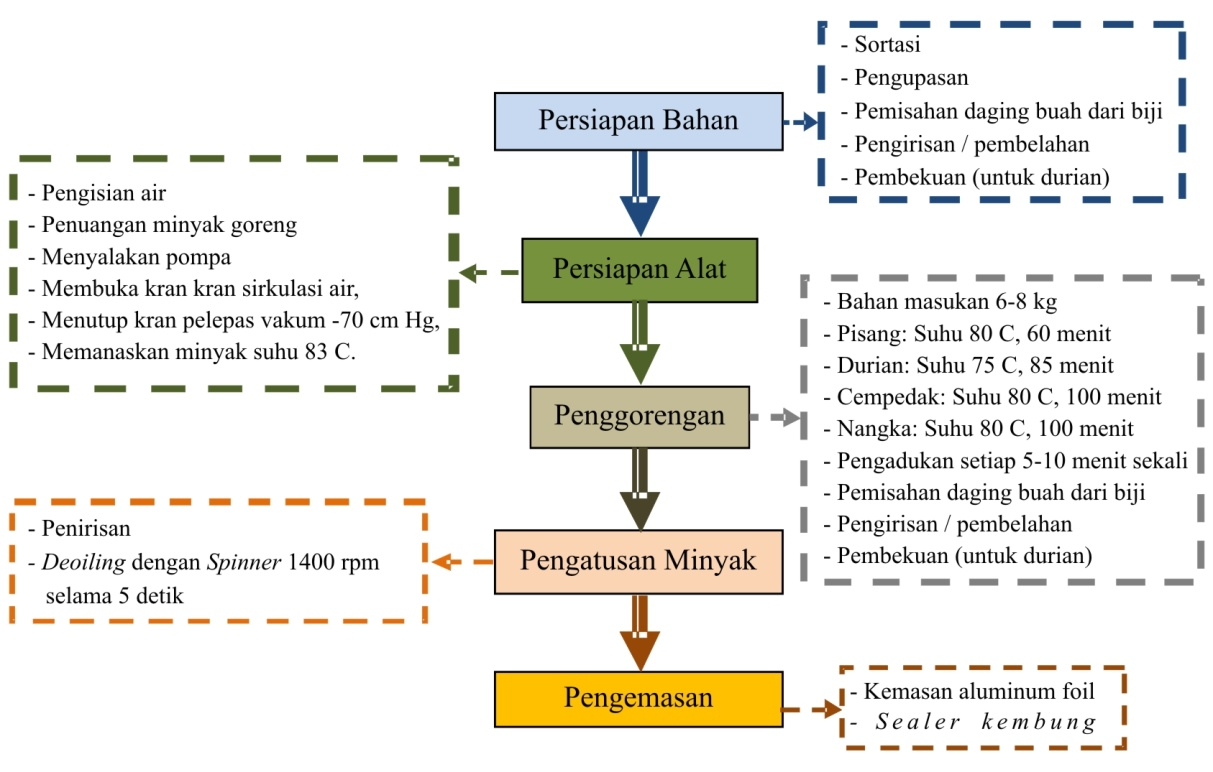 Persiapan Bahan
- Sortasi
- Pengupasan
- Pemisahan daging buah dari biji
- Pengirisan / pembelahan
- Pembekuan (untuk durian)
Persiapan Alat
- Pengisian air
- Penuangan minyak goreng
- Menyalakan pompa
- Membuka kran kran sirkulasi air,
- Menutup kran pelepas vakum -70 cm Hg,
- Memanaskan minyak suhu 83 C.
Penggorengan
- Bahan masukan 6-8 kg
- Pisang: Suhu 80 C, 60 menit
- Durian: Suhu 75 C, 85 menit
- Cempedak: Suhu 80 C, 100 menit
- Nangka: Suhu 80 C, 100 menit
- Pengadukan setiap 5-10 menit sekali
- Pemisahan daging buah dari biji
- Pengirisan / pembelahan
- Pembekuan (untuk durian)
Pengatusan Minyak
- Penirisan
- Deoiling dengan Spinner 1400 rpm
selama 5 detik
Pengemasan
- Kemasan aluminum foil
- Sealer kembung